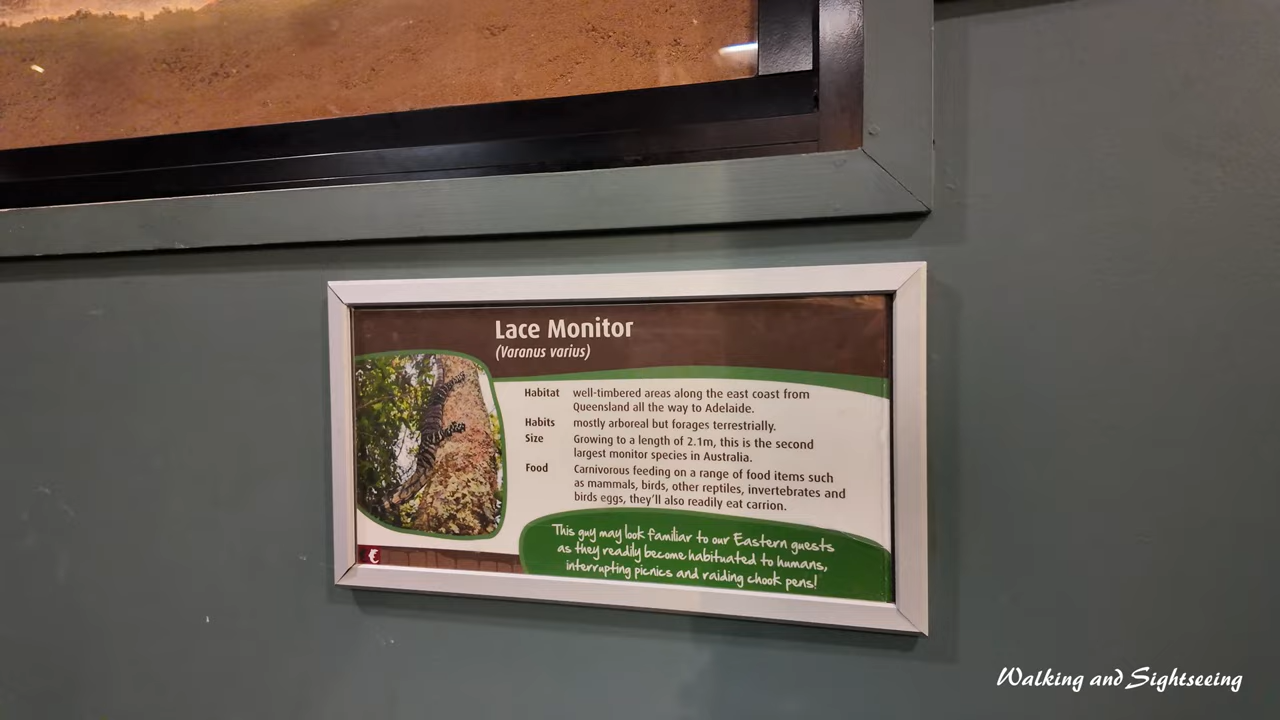 Lace Monitor
(Varanus varius)
Habitat well-timbered areas along the east coast from
Queensland all the way to Adelaide.
Habits mostly arboreal but forages terrestrially.
Size Growing to a length of 2.1m, this is the second
largest monitor species in Australia.
Food Carnivorous feeding on a range of food items such
as mammals, birds, other reptiles, invertebrates and
birds eggs, they'll also readily eat carrion.
This guy may look familiar to our Eastern guests
as they readily become habituated to humans,
interrupting picnics and raiding chook pens!
Walking and Sightseeing